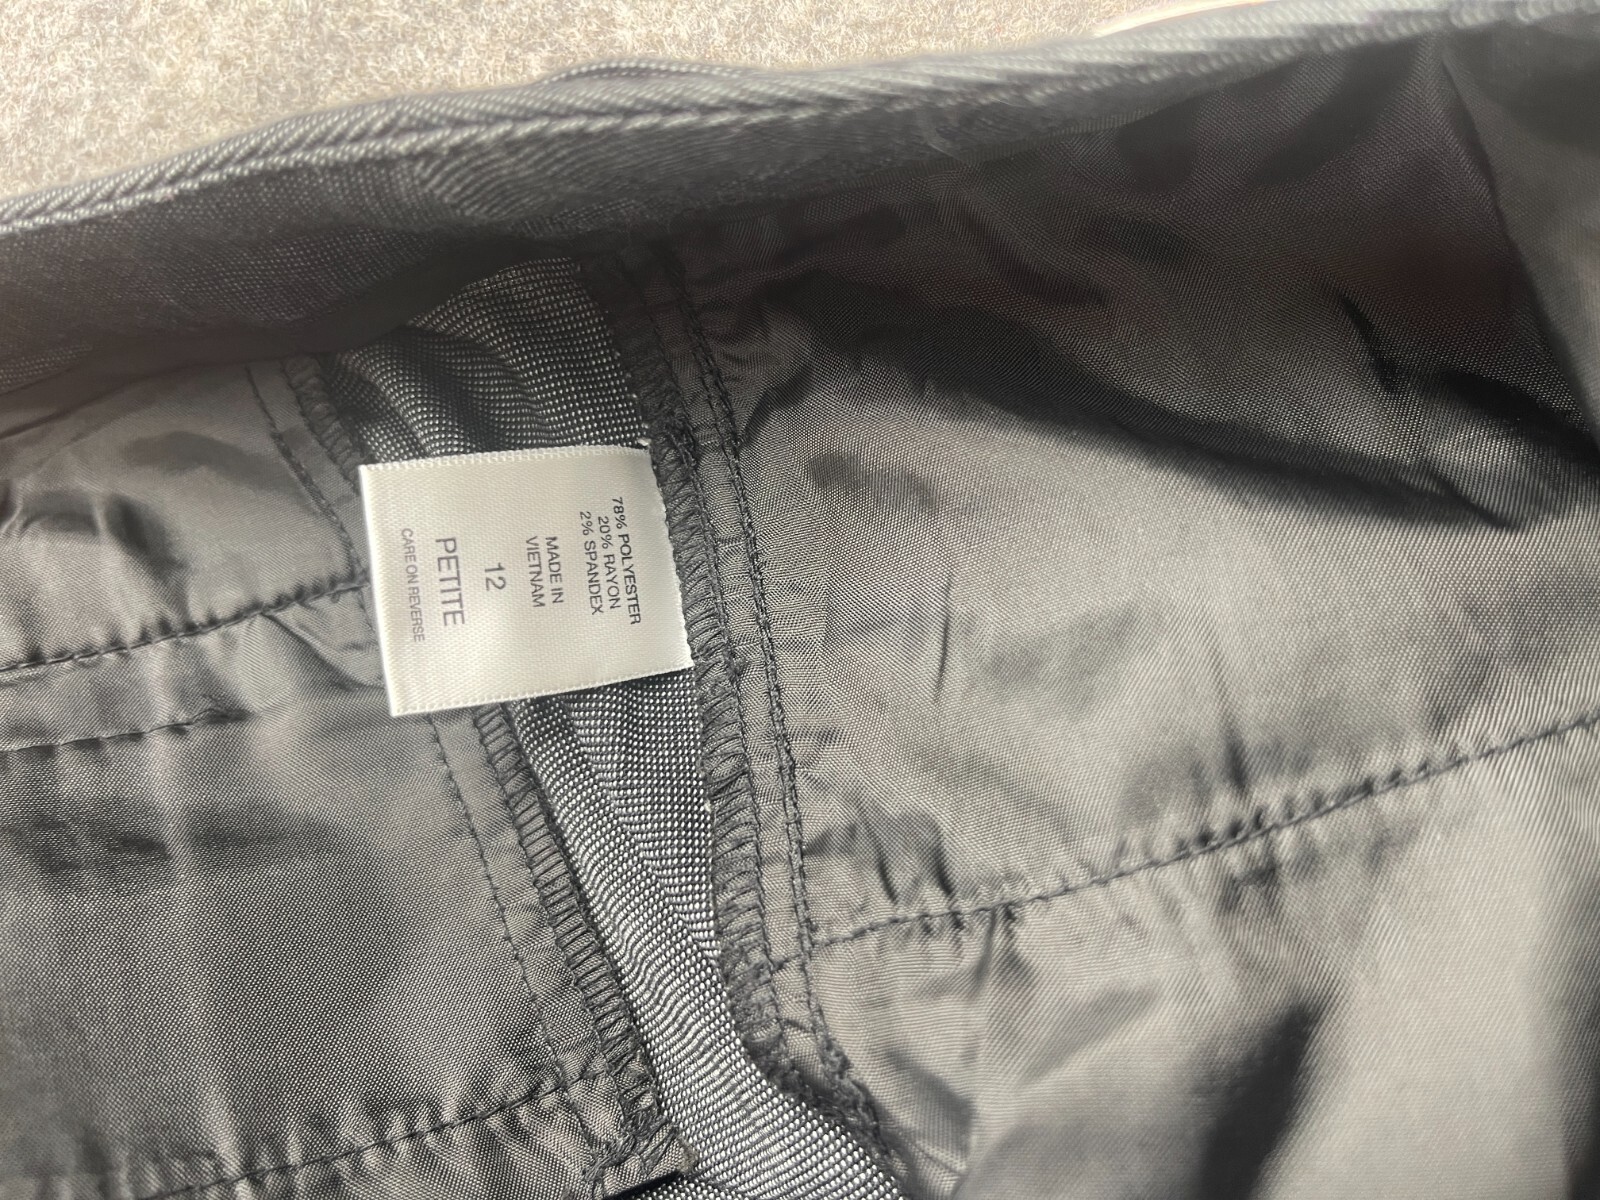 78% POLYESTER
20% RAYON
2% SPANDEX
MADE IN
VIETNAM
12
PETITE
CARE ON REVERSE